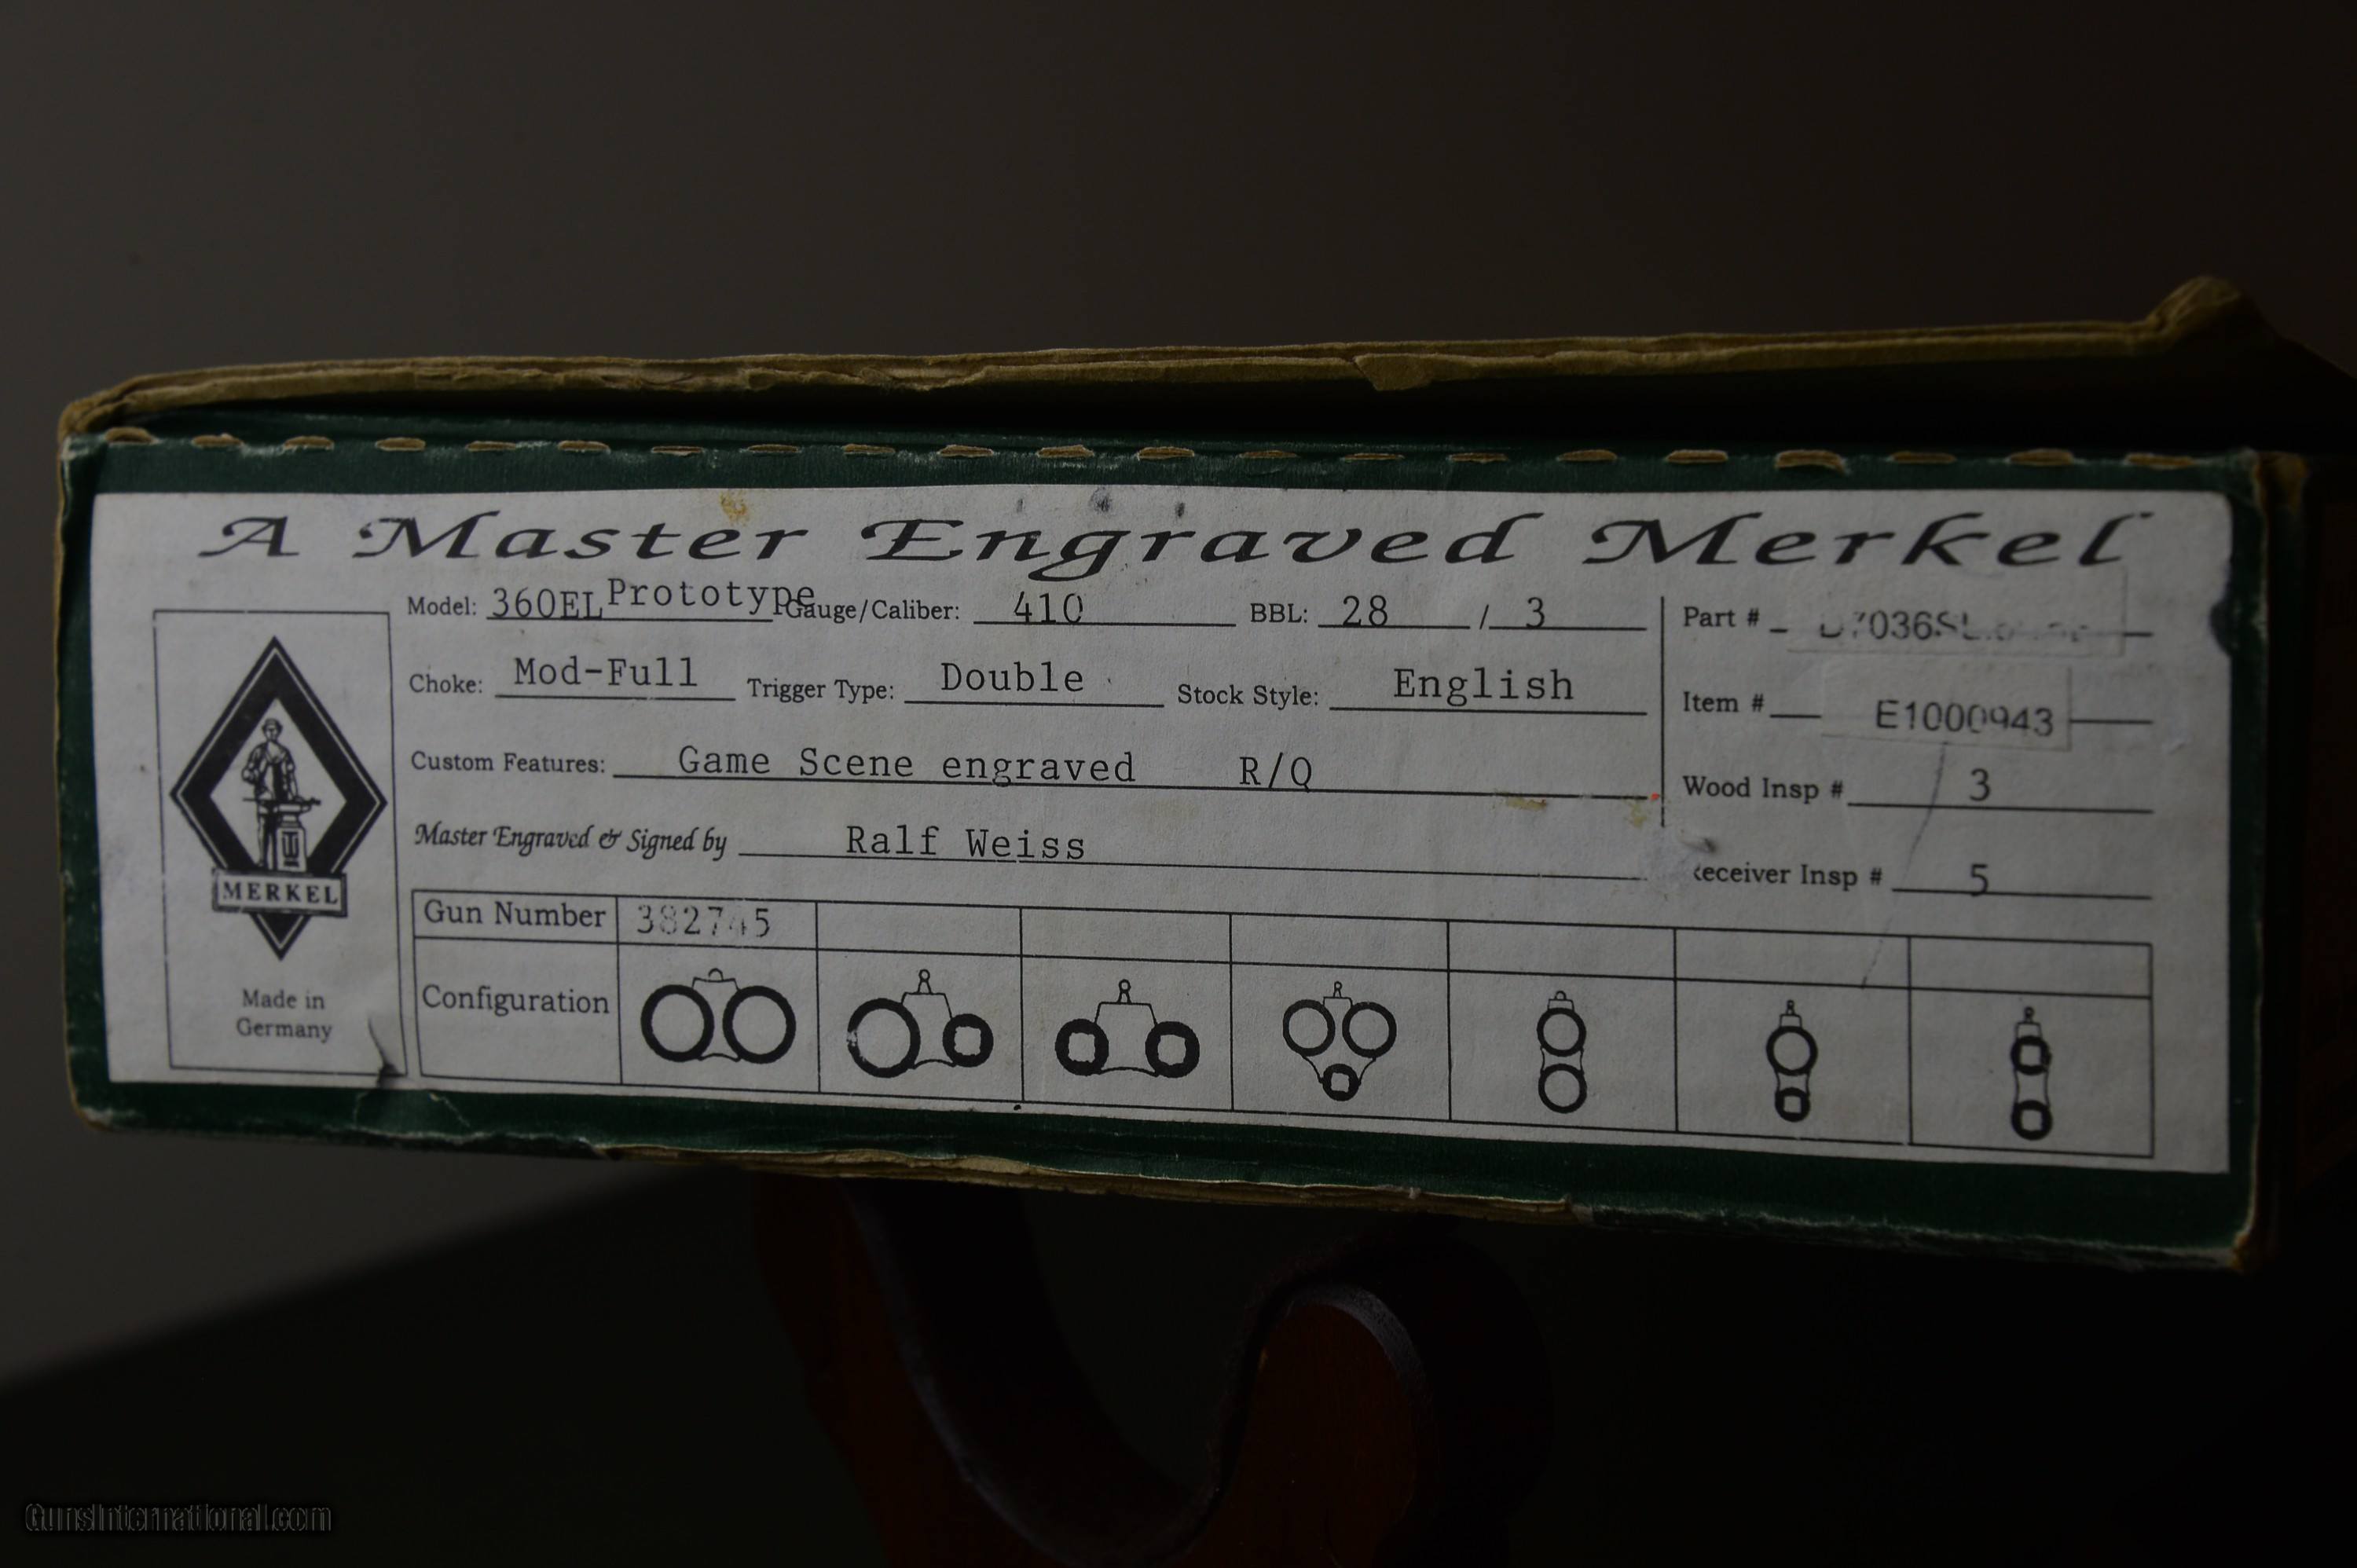 A Master Engraved Merkel
Model: 360EL Prototype Gauge/Caliber: 410 BBL: 28 / 3
Choke: Mod-Full Trigger Type: Double Stock Style: English
Custom Features: Game Scene engraved R/Q
Master Engraved & Signed by Ralf Weiss
Part #
Item # E1000943
Wood Insp # 3
Receiver Insp # 5
MERKEL
Made in
Germany
Gun Number 382745
Configuration
GunsInternational.com